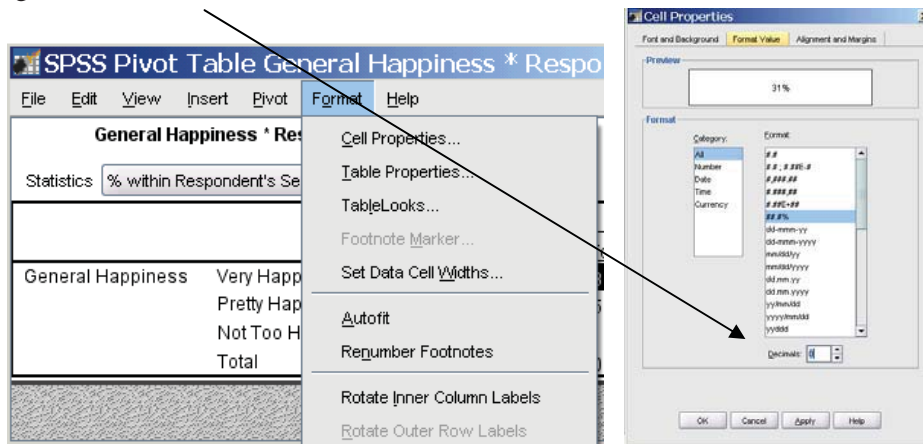 SPSS Pivot Table General Happiness * Respo
File Edit View Insert Pivot Format Help
General Happiness * Res
Statistics % within Respondent's Se
General Happiness Very Happ
Pretty Hap
Not Too H
Total
Cell Properties...
Table Properties...
TableLooks...
Footnote Marker...
Set Data Cell Widths...
Autofit
Renumber Footnotes
Rotate Inner Column Labels
Rotate Outer Row Labels
Cell Properties
Font and Background Format Value Alignment and Margins
Preview
31%
Format
Category:
All
Number
Date
Time
Currency
Format:
#.#
#,###.##
#.###,##
#.##E+##
##.#%
dd-mmm-yy
dd-mmm-yyyy
mm/dd/yy
mm/dd/yyyy
dd.mm.yy
dd.mm.yyyy
yy/mm/dd
yyyy/mm/dd
yyddd
Decimals: 0
OK Cancel Apply Help